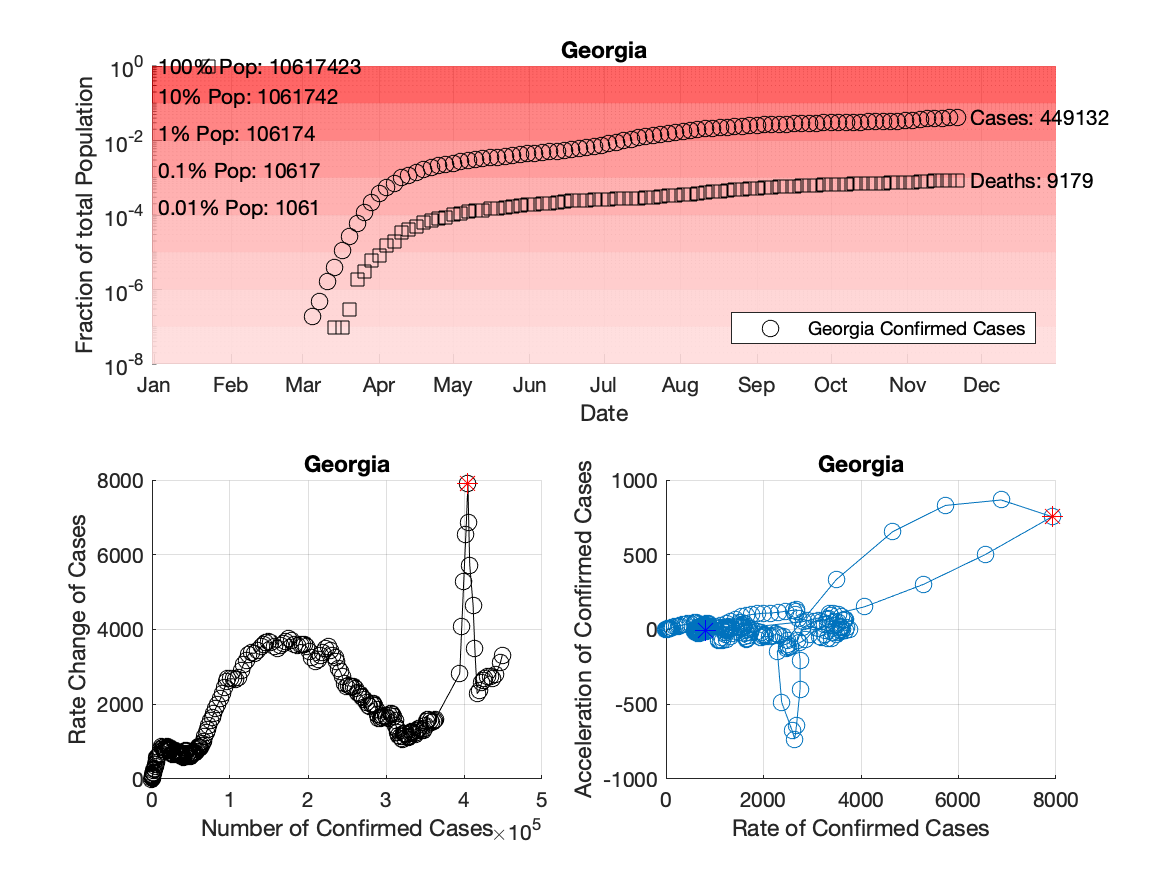 Georgia
10^0
10^-2
10^-4
10^-6
10^-8
Fraction of total Population
100% Pop: 10617423
10% Pop: 1061742
1% Pop: 106174
0.1% Pop: 10617
0.01% Pop: 1061
Cases: 449132
Deaths: 9179
Georgia Confirmed Cases
Jan Feb Mar Apr May Jun Jul Aug Sep Oct Nov Dec
Date
Georgia
8000
6000
4000
2000
0
Rate Change of Cases
0 1 2 3 4 5
Number of Confirmed Cases ×10^5
Georgia
1000
500
0
-500
-1000
Acceleration of Confirmed Cases
0 2000 4000 6000 8000
Rate of Confirmed Cases